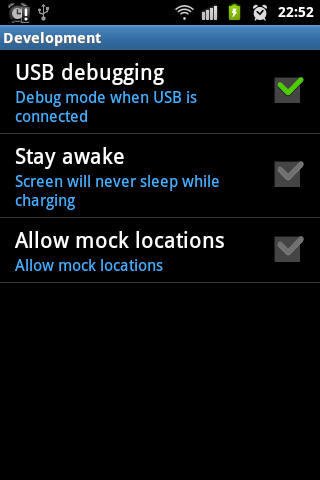 22:52
Development
USB debugging
Debug mode when USB is
connected
Stay awake
Screen will never sleep while
charging
Allow mock locations
Allow mock locations